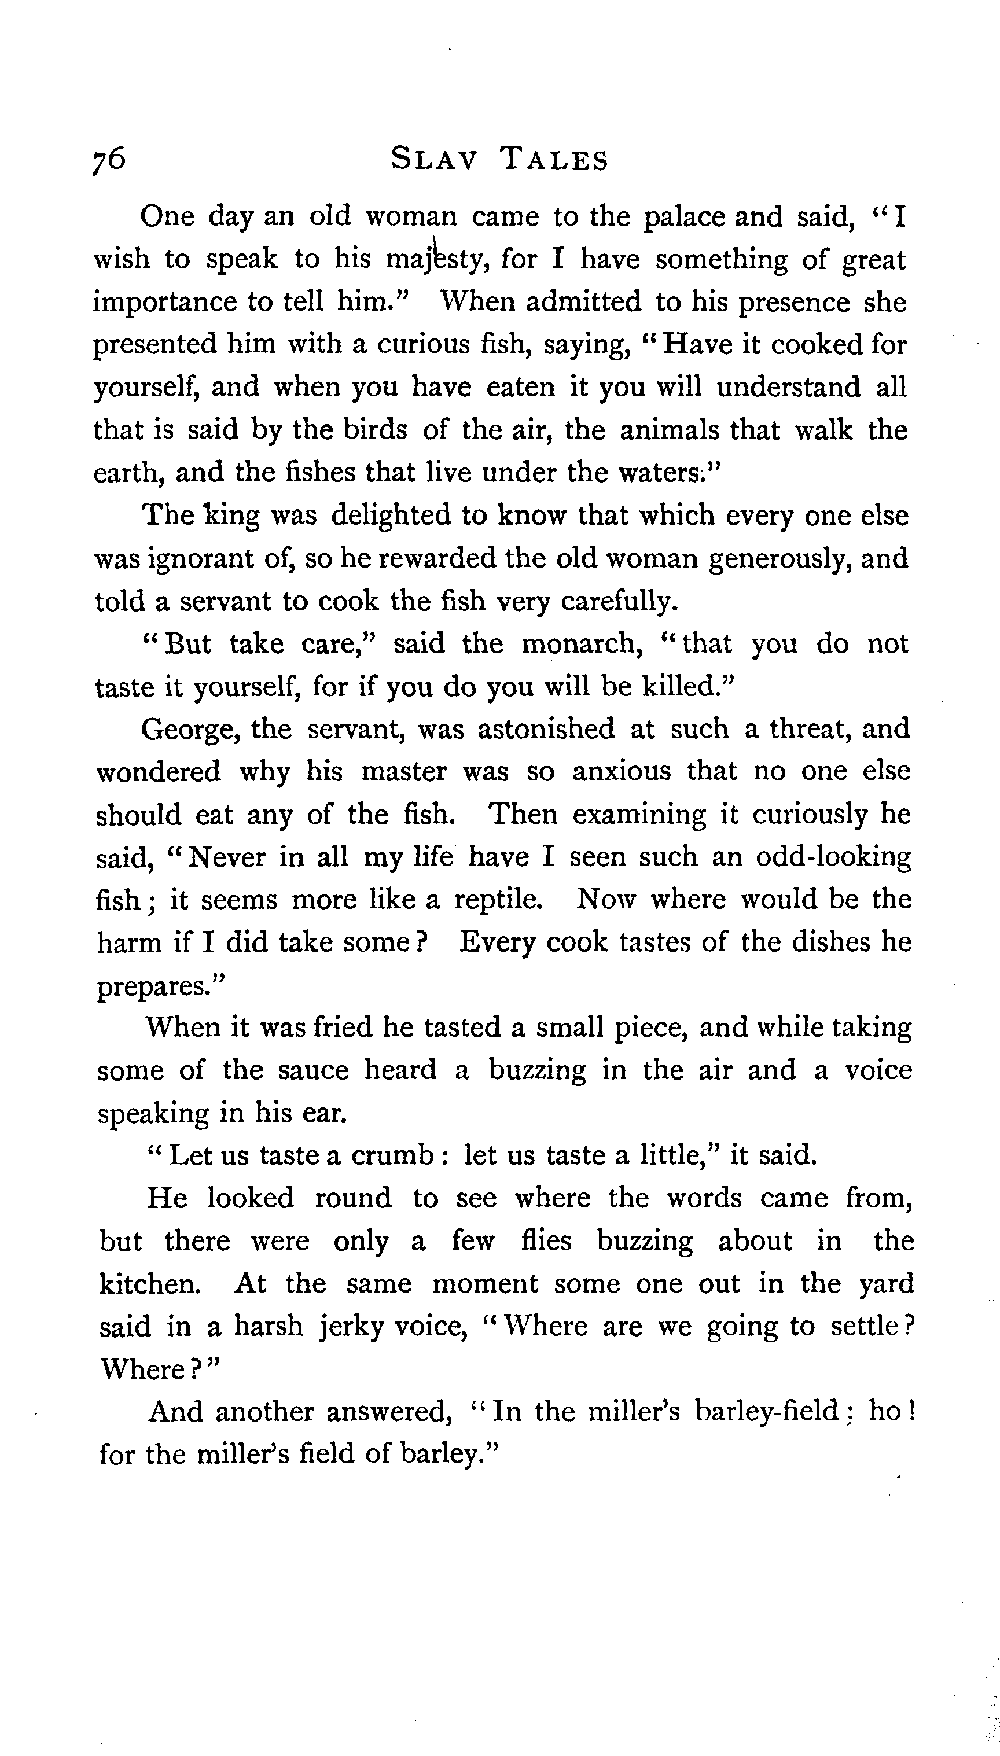 76 SLAV TALES
One day an old woman came to the palace and said, “I
wish to speak to his majesty, for I have something of great
importance to tell him.” When admitted to his presence she
presented him with a curious fish, saying, “Have it cooked for
yourself, and when you have eaten it you will understand all
that is said by the birds of the air, the animals that walk the
earth, and the fishes that live under the waters.”
The king was delighted to know that which every one else
was ignorant of, so he rewarded the old woman generously, and
told a servant to cook the fish very carefully.
“But take care,” said the monarch, “that you do not
taste it yourself, for if you do you will be killed.”
George, the servant, was astonished at such a threat, and
wondered why his master was so anxious that no one else
should eat any of the fish. Then examining it curiously he
said, “Never in all my life have I seen such an odd-looking
fish; it seems more like a reptile. Now where would be the
harm if I did take some? Every cook tastes of the dishes he
prepares.”
When it was fried he tasted a small piece, and while taking
some of the sauce heard a buzzing in the air and a voice
speaking in his ear.
“Let us taste a crumb: let us taste a little,” it said.
He looked round to see where the words came from,
but there were only a few flies buzzing about in the
kitchen. At the same moment some one out in the yard
said in a harsh jerky voice, “Where are we going to settle?
Where?”
And another answered, “In the miller’s barley-field; ho!
for the miller’s field of barley.”